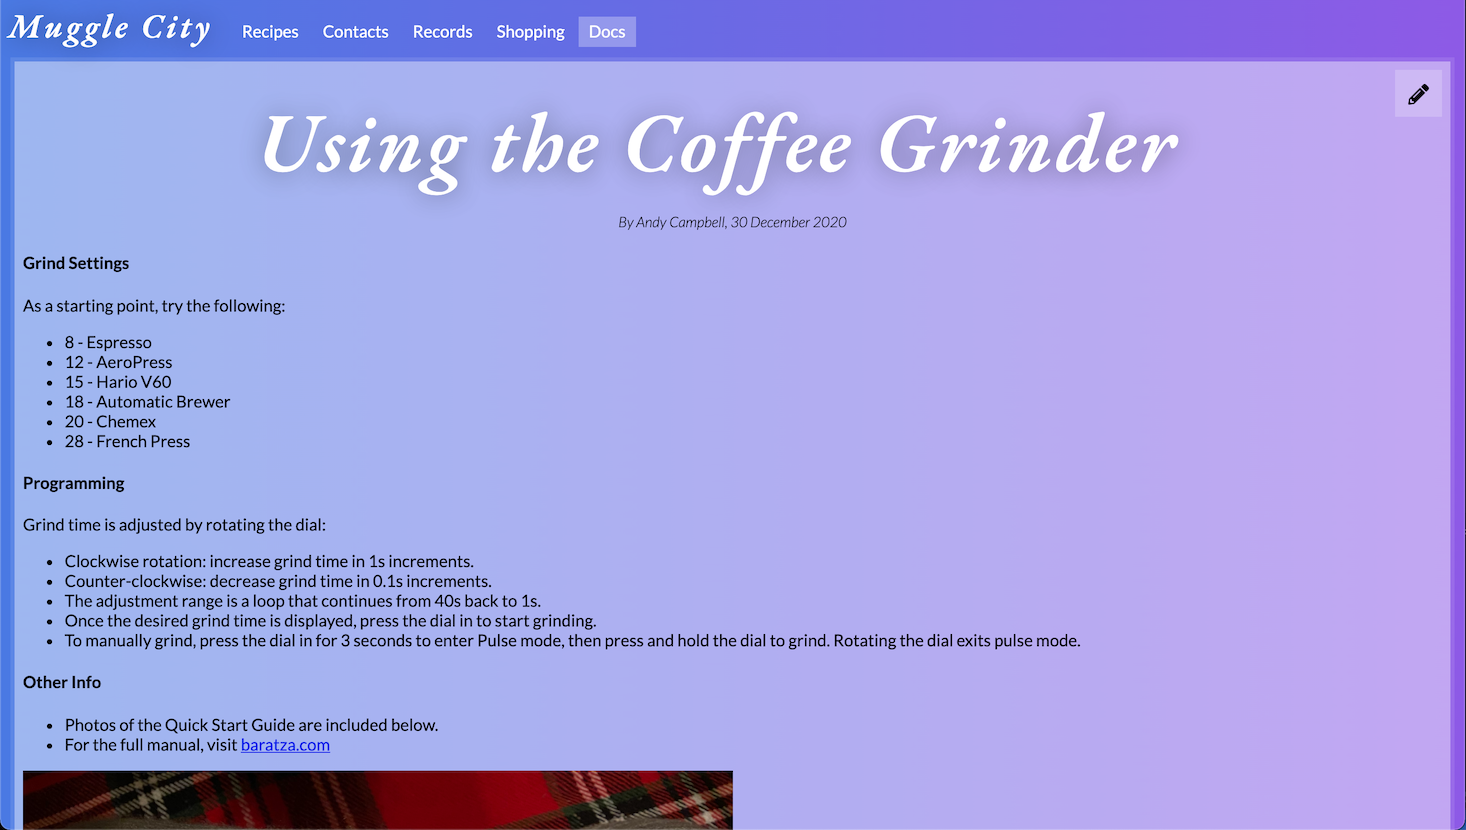 Muggle City
Recipes
Contacts
Records
Shopping
Docs
Using the Coffee Grinder
By Andy Campbell, 30 December 2020
Grind Settings
As a starting point, try the following:
• 8 - Espresso
• 12 - AeroPress
• 15 - Hario V60
• 18 - Automatic Brewer
• 20 - Chemex
• 28 - French Press
Programming
Grind time is adjusted by rotating the dial:
• Clockwise rotation: increase grind time in 1s increments.
• Counter-clockwise: decrease grind time in 0.1s increments.
• The adjustment range is a loop that continues from 40s back to 1s.
• Once the desired grind time is displayed, press the dial in to start grinding.
• To manually grind, press the dial in for 3 seconds to enter Pulse mode, then press and hold the dial to grind. Rotating the dial exits pulse mode.
Other Info
• Photos of the Quick Start Guide are included below.
• For the full manual, visit baratza.com